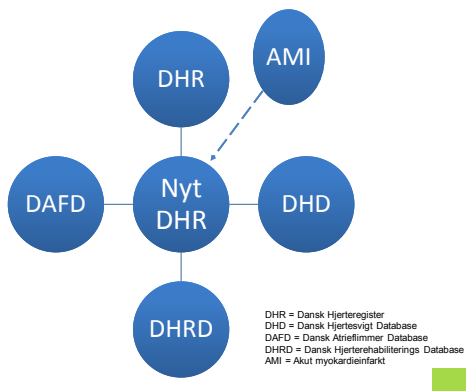 AMI
DHR
Nyt
DHR
DAFD
DHD
DHRD
DHR = Dansk Hjerteregister
DHD = Dansk Hjertesvigt Database
DAFD = Dansk Atrieflimmer Database
DHRD = Dansk Hjerterehabiliterings Database
AMI = Akut myokardieinfarkt